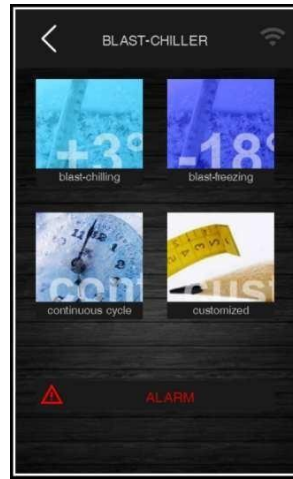 BLAST-CHILLER
+3°
-18°
blast-chilling
blast-freezing
cont
cust
continuous cycle
customized
ALARM